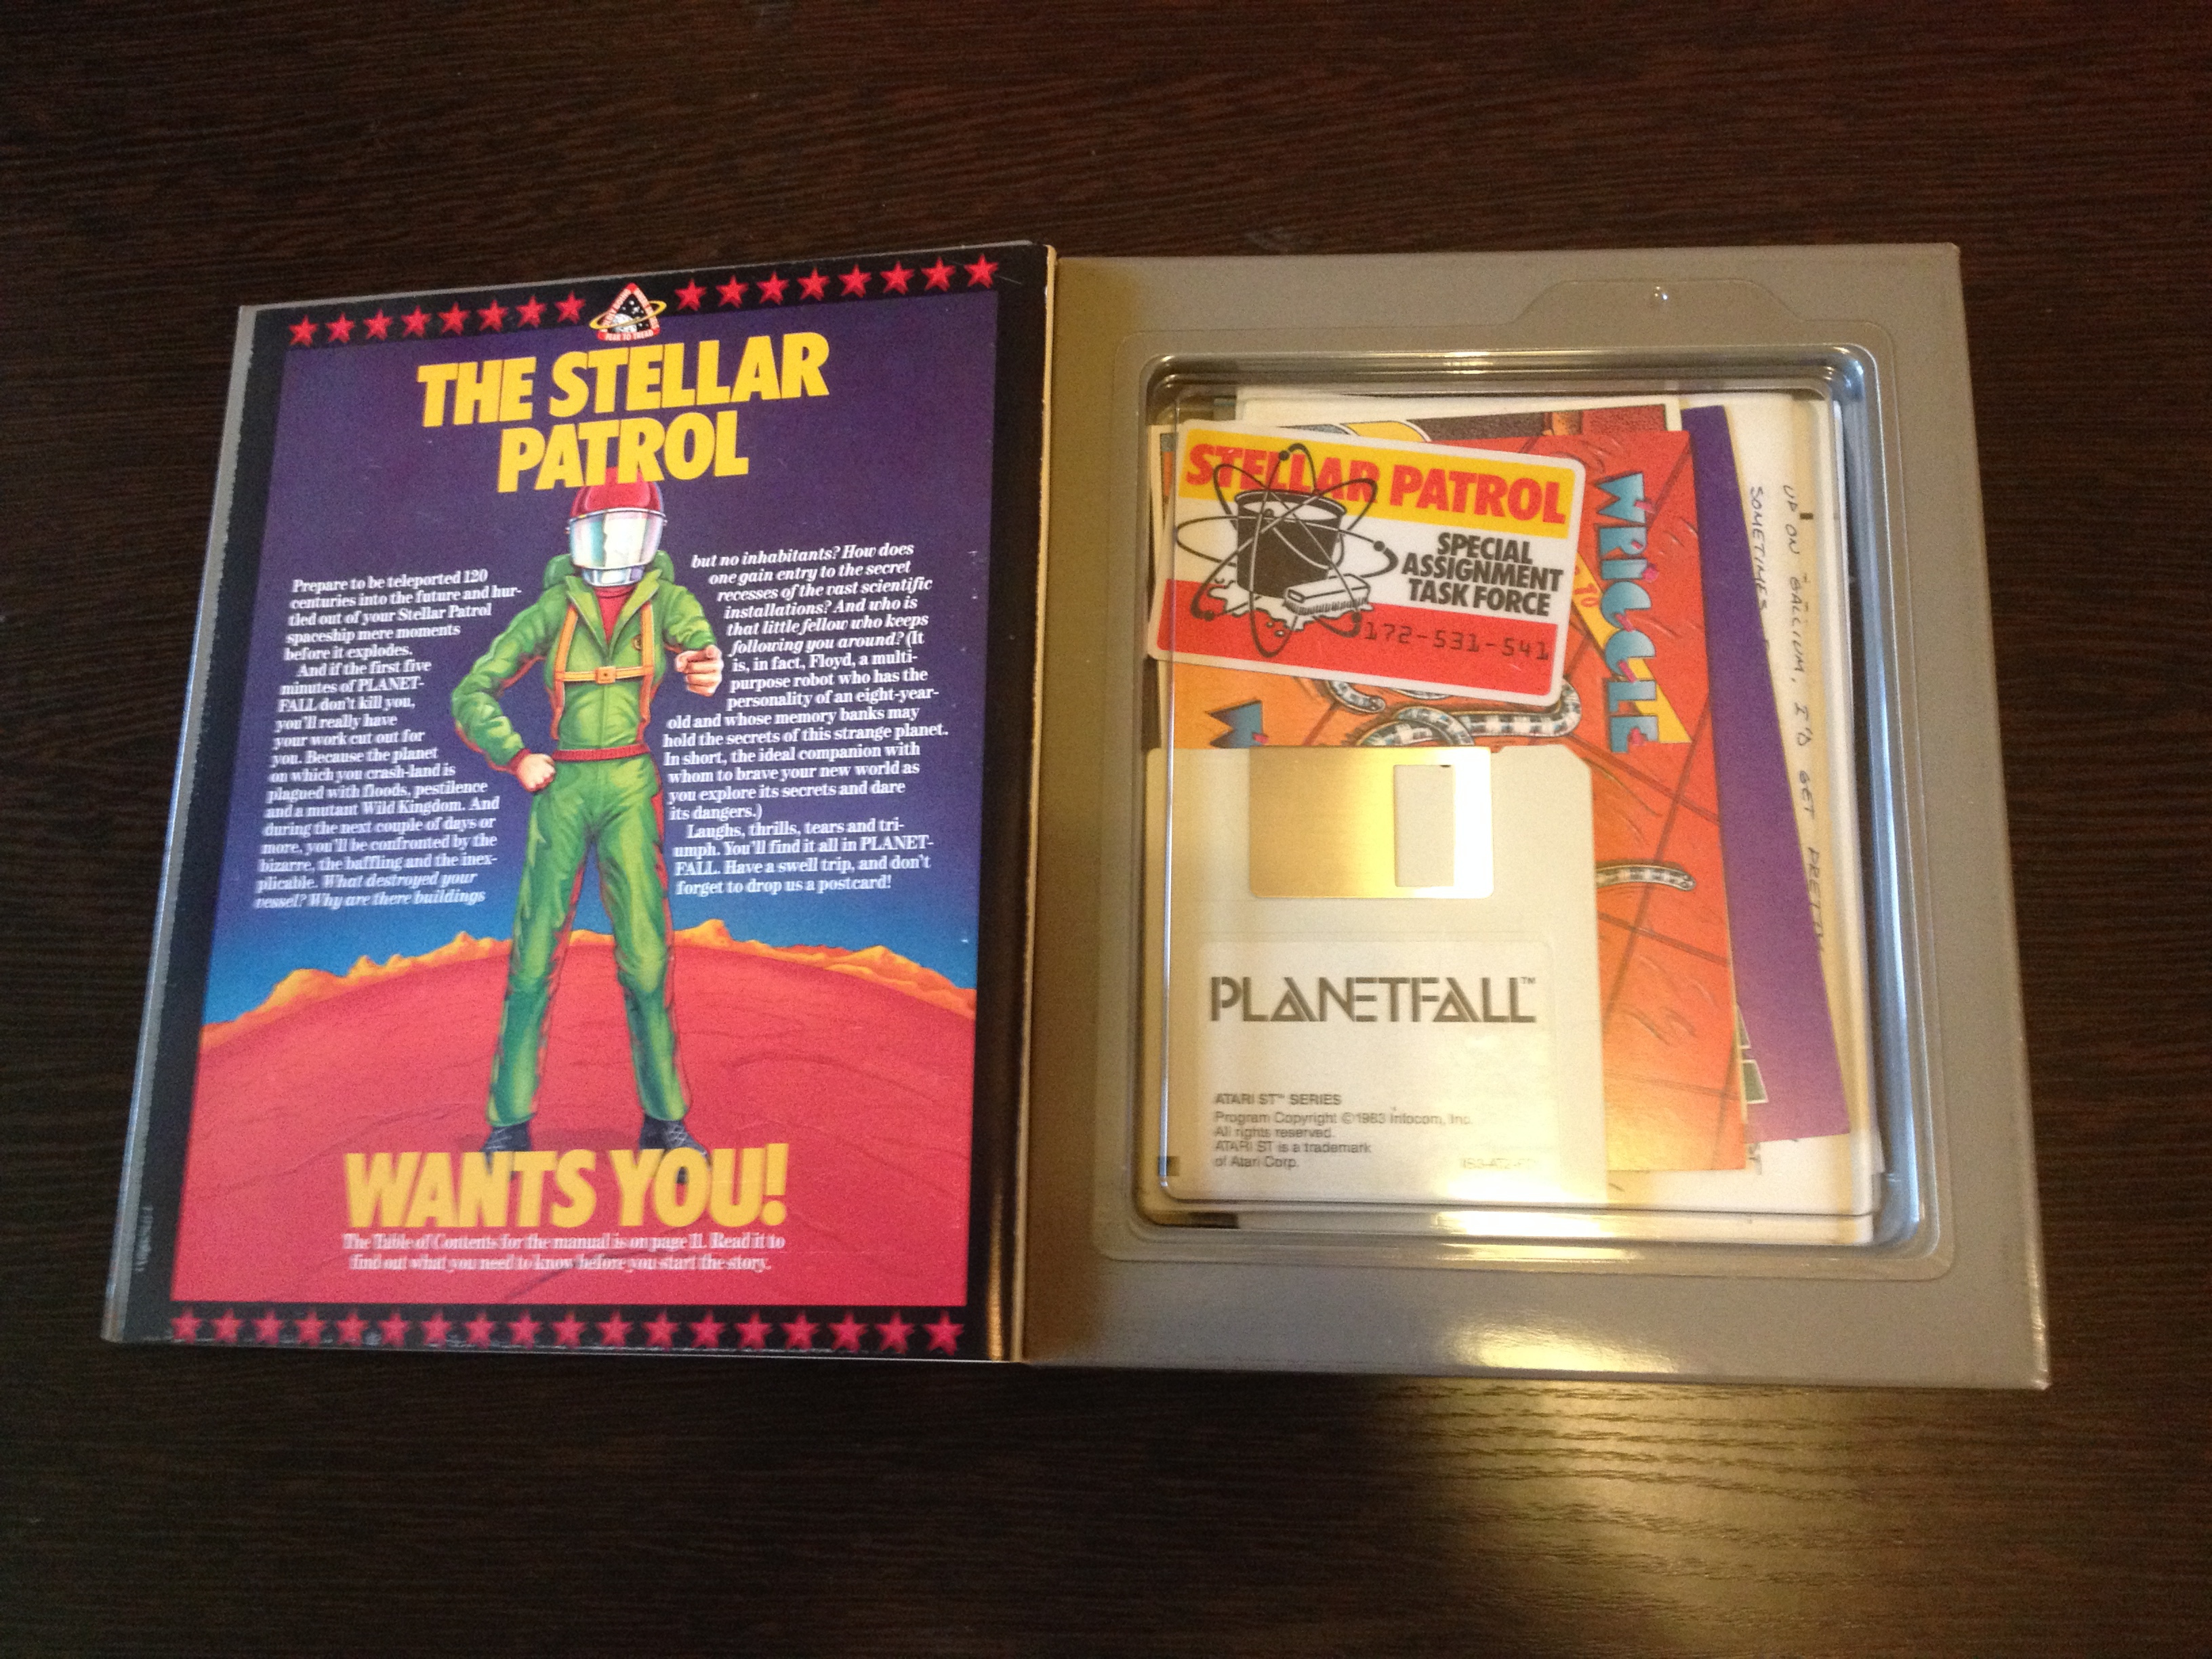 THE STELLAR
PATROL
Prepare to be teleported 120
centuries into the future and hur-
tled out of your Stellar Patrol
spaceship mere moments
before it explodes.
And if the first five
minutes of PLANET-
FALL don't kill you,
you'll really have
your work cut out for
you. Because the planet
on which you crash-land is
plagued with floods, pestilence
and a mutant Wild Kingdom. And
during the next couple of days or
more, you'll be confronted by the
bizarre, the baffling and the inex-
plicable. What destroyed your
vessel? Why are there buildings
but no inhabitants? How does
one gain entry to the secret
recesses of the vast scientific
installations? And who is
that little fellow who keeps
following you around? (It
is, in fact, Floyd, a multi-
purpose robot who has the
personality of an eight-year-
old and whose memory banks may
hold the secrets of this strange planet.
In short, the ideal companion with
whom to brave your new world as
you explore its secrets and dare
its dangers.)
Laughs, thrills, tears and tri-
umph. You'll find it all in PLANET-
FALL. Have a swell trip, and don't
forget to drop us a postcard!
WANTS YOU!
The Table of Contents for the manual is on page 11. Read it to
find out what you need to know before you start the story.
STELLAR PATROL
SPECIAL
ASSIGNMENT
TASK FORCE
172-531-541
WRIGGLE
UP ON GALLIUM, I'D GET PRETTY
SOMETIMES
PLANETFALL™
ATARI ST™ SERIES
Program Copyright ©1983 Infocom, Inc.
All rights reserved.
ATARI ST is a trademark
of Atari Corp.